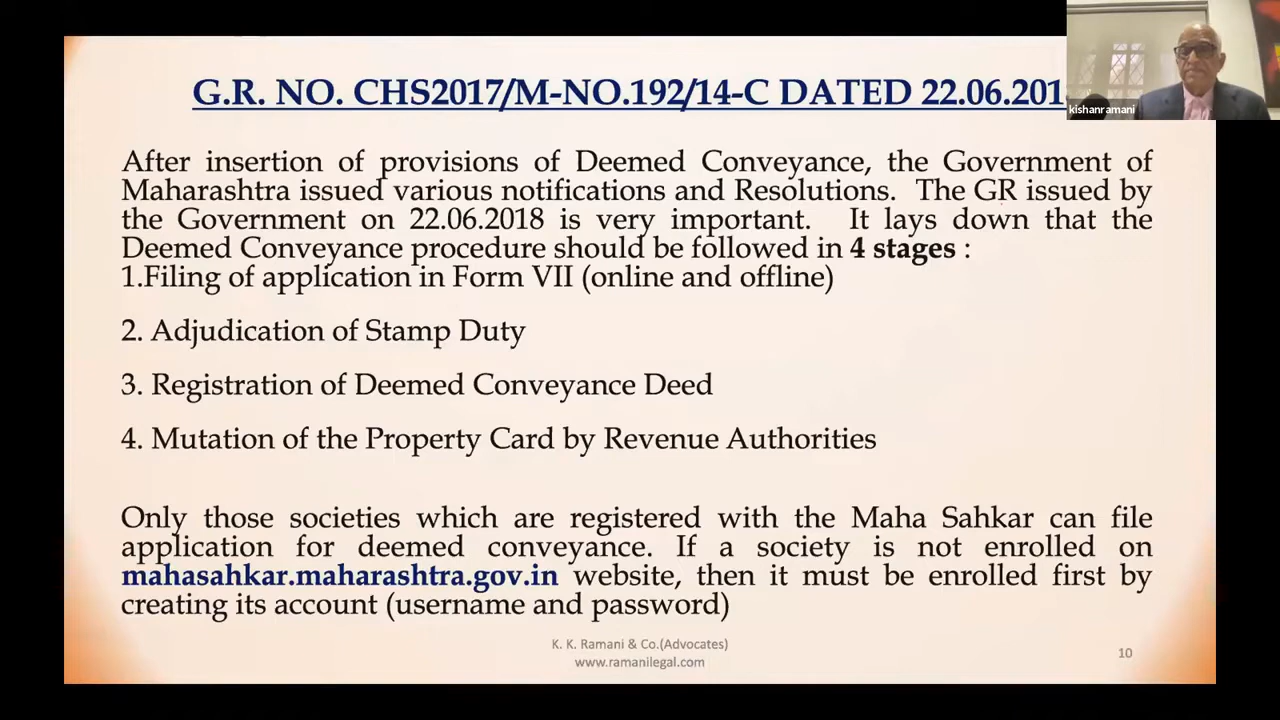 G.R. NO. CHS2017/M-NO.192/14-C DATED 22.06.201
kishanramani
After insertion of provisions of Deemed Conveyance, the Government of
Maharashtra issued various notifications and Resolutions. The GR issued by
the Government on 22.06.2018 is very important. It lays down that the
Deemed Conveyance procedure should be followed in 4 stages :
1.Filing of application in Form VII (online and offline)
2. Adjudication of Stamp Duty
3. Registration of Deemed Conveyance Deed
4. Mutation of the Property Card by Revenue Authorities
Only those societies which are registered with the Maha Sahkar can file
application for deemed conveyance. If a society is not enrolled on
mahasahkar.maharashtra.gov.in website, then it must be enrolled first by
creating its account (username and password)
K. K. Ramani & Co.(Advocates)
www.ramanilegal.com
10